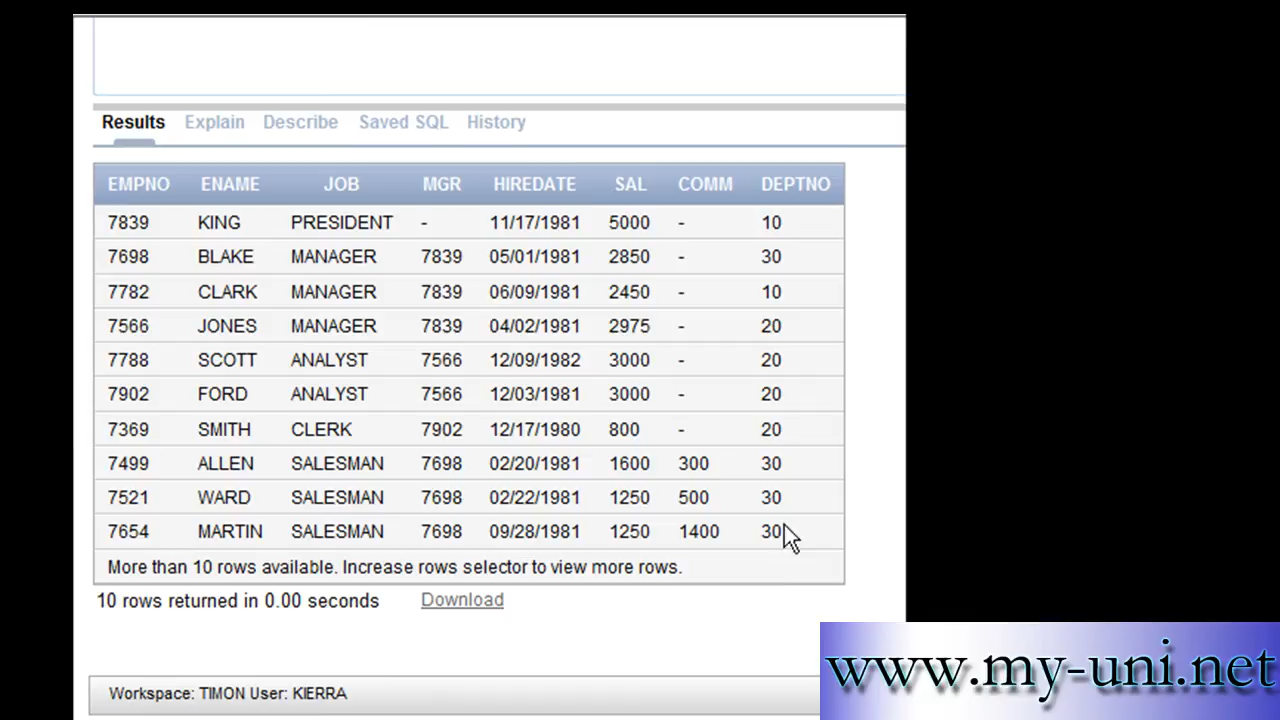 Results Explain Describe Saved SQL History
EMPNO ENAME JOB MGR HIREDATE SAL COMM DEPTNO
7839 KING PRESIDENT - 11/17/1981 5000 - 10
7698 BLAKE MANAGER 7839 05/01/1981 2850 - 30
7782 CLARK MANAGER 7839 06/09/1981 2450 - 10
7566 JONES MANAGER 7839 04/02/1981 2975 - 20
7788 SCOTT ANALYST 7566 12/09/1982 3000 - 20
7902 FORD ANALYST 7566 12/03/1981 3000 - 20
7369 SMITH CLERK 7902 12/17/1980 800 - 20
7499 ALLEN SALESMAN 7698 02/20/1981 1600 300 30
7521 WARD SALESMAN 7698 02/22/1981 1250 500 30
7654 MARTIN SALESMAN 7698 09/28/1981 1250 1400 30
More than 10 rows available. Increase rows selector to view more rows.
10 rows returned in 0.00 seconds Download
www.my-uni.net
Workspace: TIMON User: KIERRA